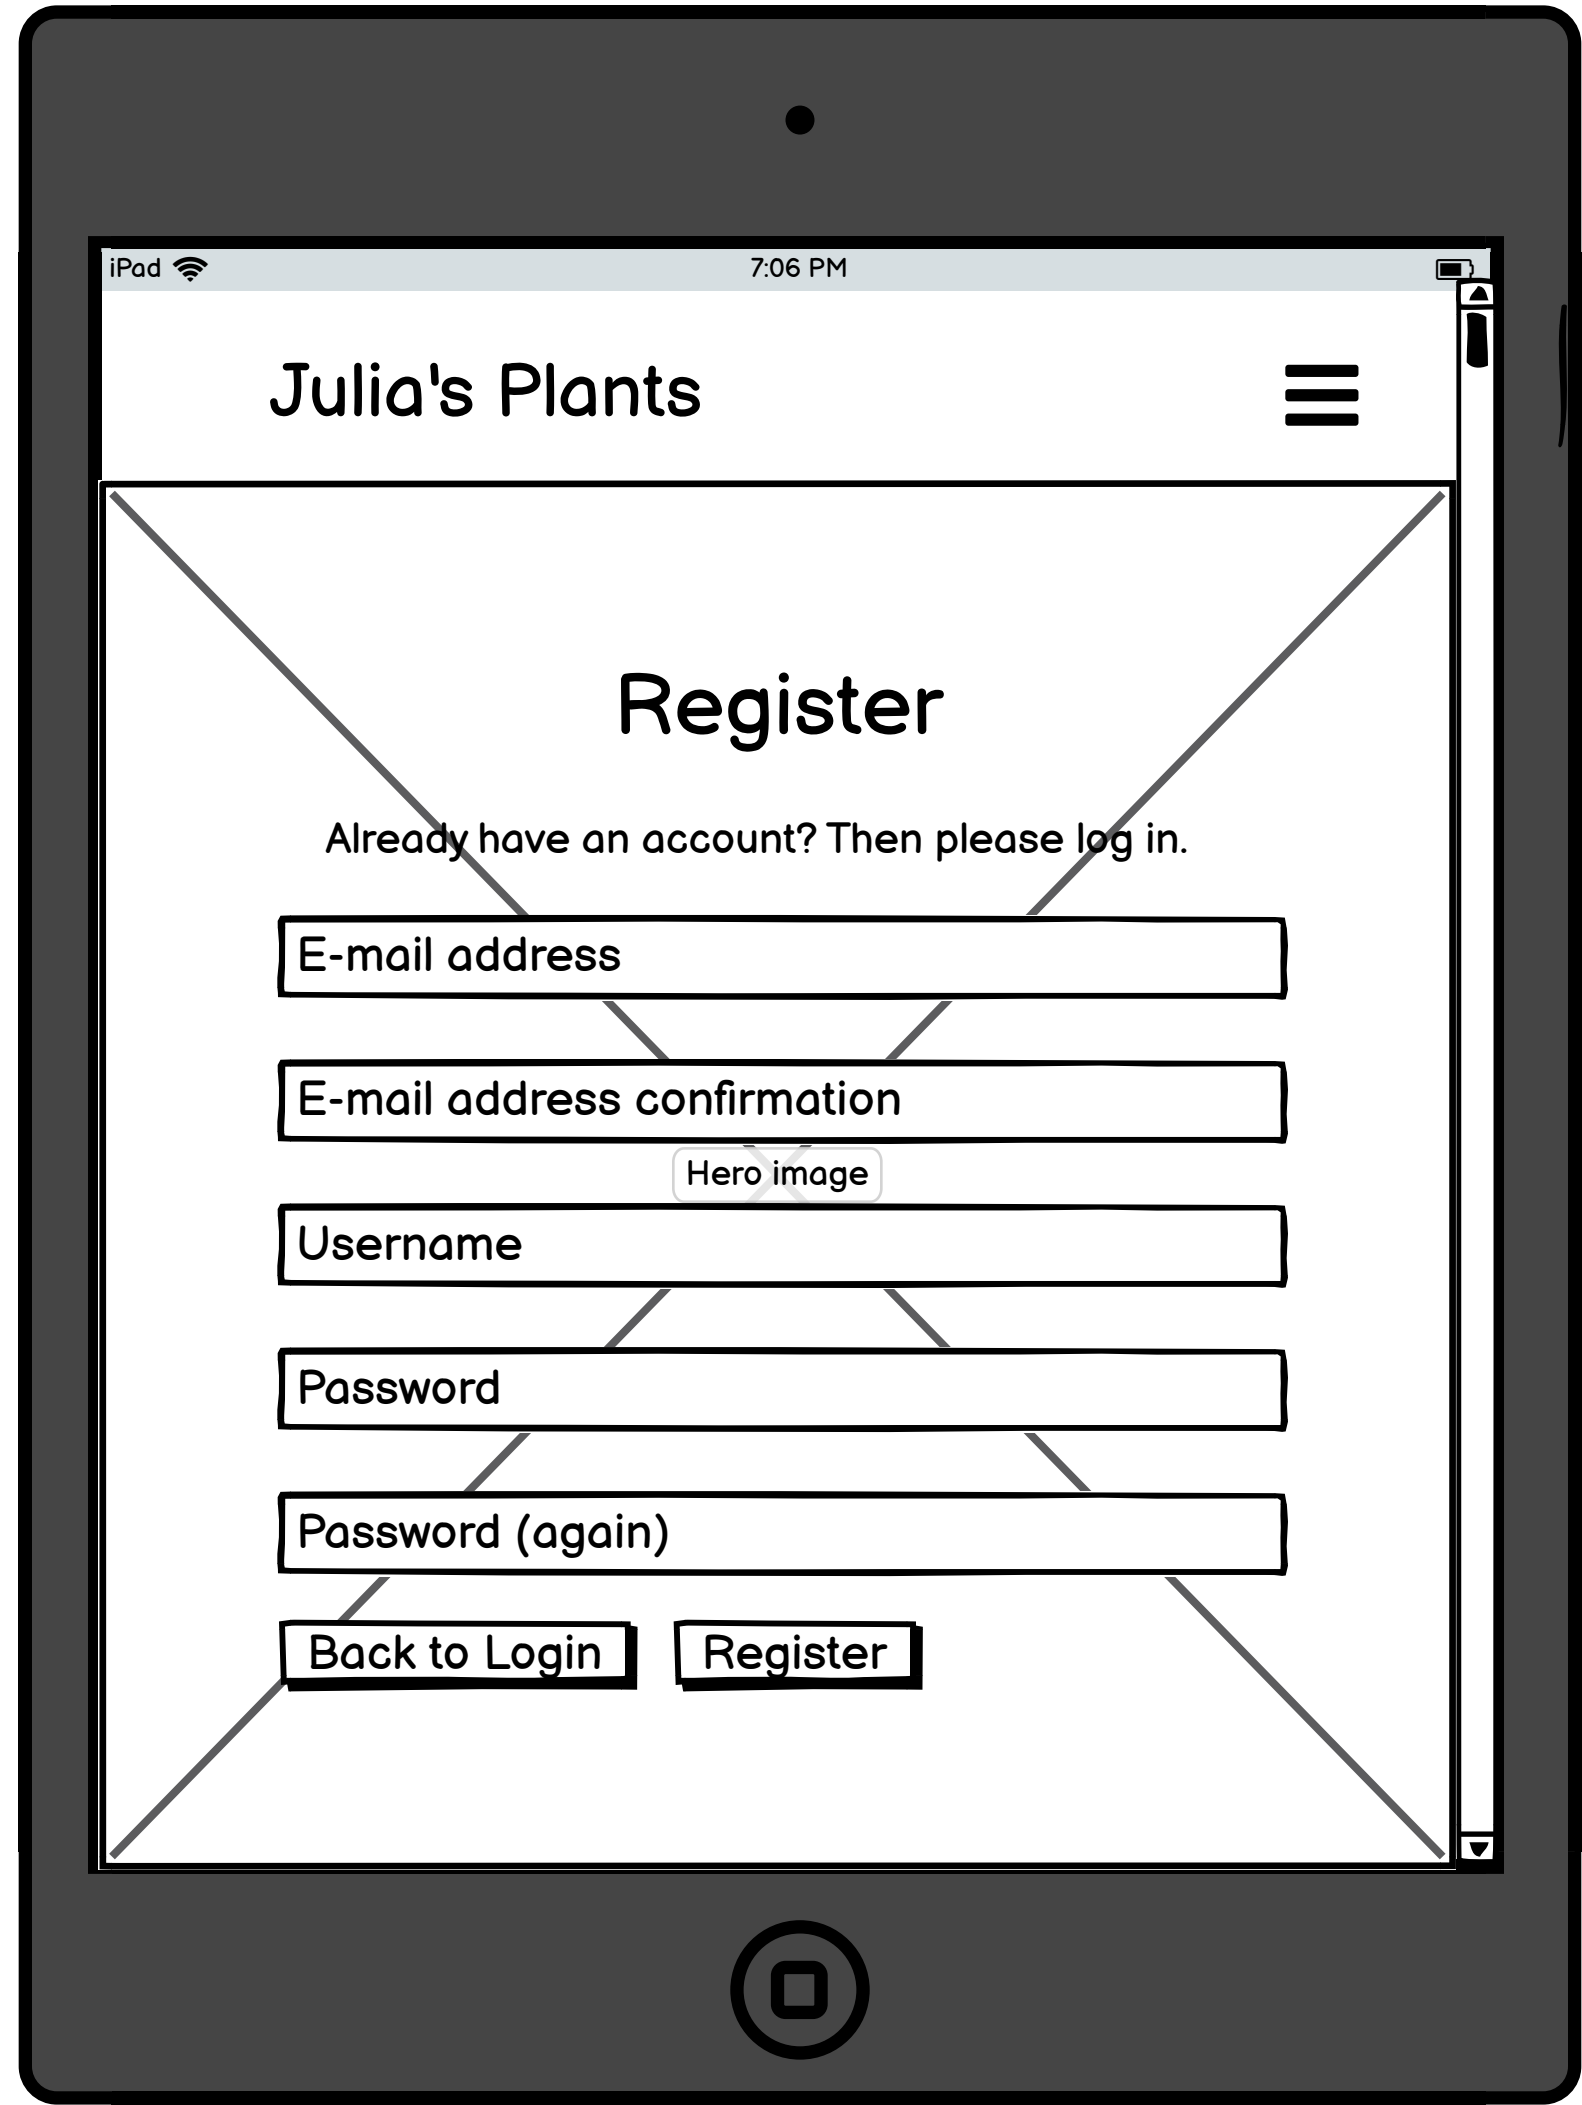 iPad 7:06 PM
Julia's Plants
Register
Already have an account? Then please log in.
E-mail address
E-mail address confirmation
Hero image
Username
Password
Password (again)
Back to Login Register